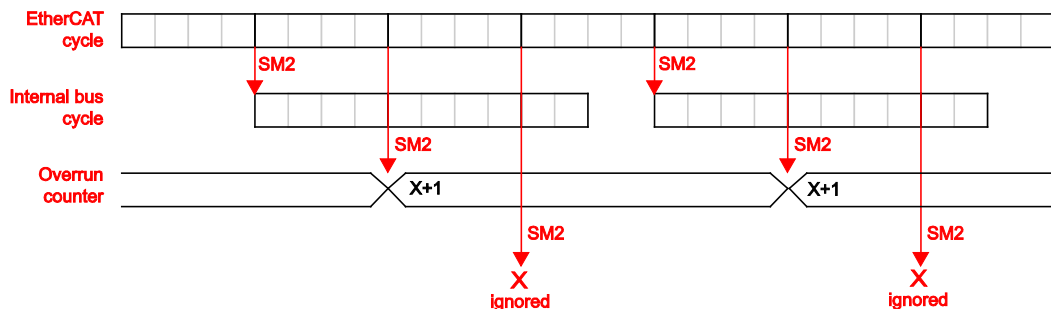 EtherCAT
cycle
SM2
SM2
Internal bus
cycle
SM2
SM2
Overrun
counter
X+1
X+1
SM2
SM2
X
X
ignored
ignored